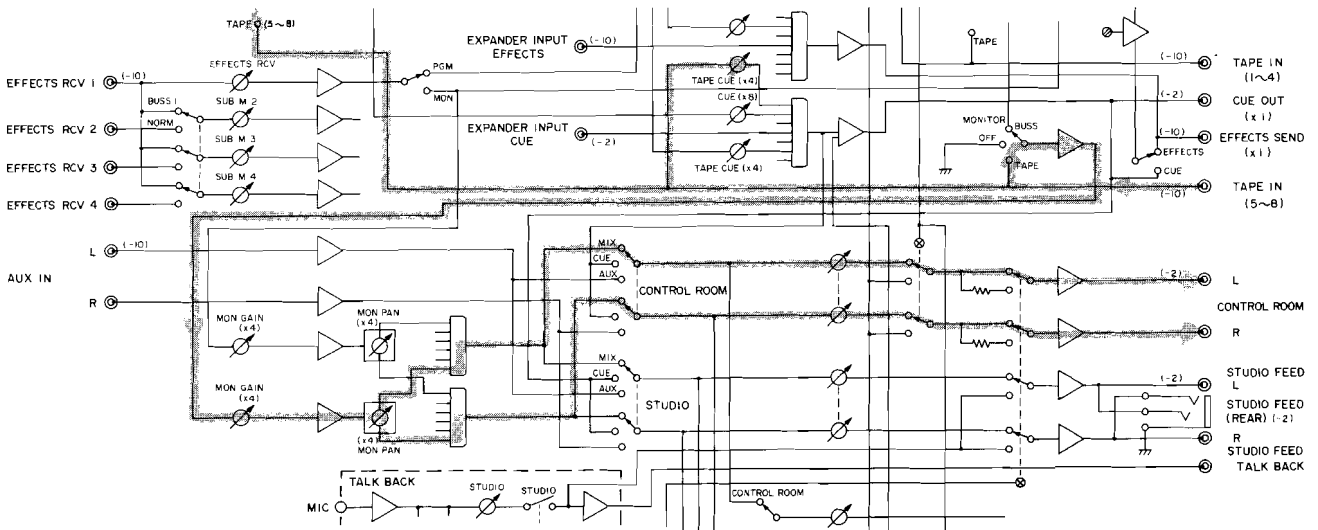 TAPE (5~8)
EXPANDER INPUT
EFFECTS
(-10)
TAPE
(-10)
TAPE IN
(1~4)
EFFECTS RCV 1
(-10)
EFFECTS RCV
PGM
MON
TAPE CUE (x4)
CUE (x8)
(-2)
CUE OUT
(x1)
BUSS 1
SUB M 2
EFFECTS RCV 2
NORM
EXPANDER INPUT
CUE
(-2)
MONITOR
OFF
BUSS
(-10)
EFFECTS SEND
(x1)
EFFECTS
SUB M 3
EFFECTS RCV 3
TAPE CUE (x4)
TAPE
CUE
SUB M 4
(-10)
TAPE IN
(5~8)
EFFECTS RCV 4
L
(-10)
AUX IN
R
MIX
CUE
AUX
CONTROL ROOM
(-2)
L
CONTROL ROOM
R
MON GAIN
(x4)
MON PAN
(x4)
MIX
CUE
AUX
STUDIO
MON GAIN
(x4)
(x4)
MON PAN
STUDIO FEED
(-2)
L
STUDIO FEED
(REAR) (-2)
R
STUDIO FEED
TALK BACK
TALK BACK
STUDIO
STUDIO
MIC
CONTROL ROOM